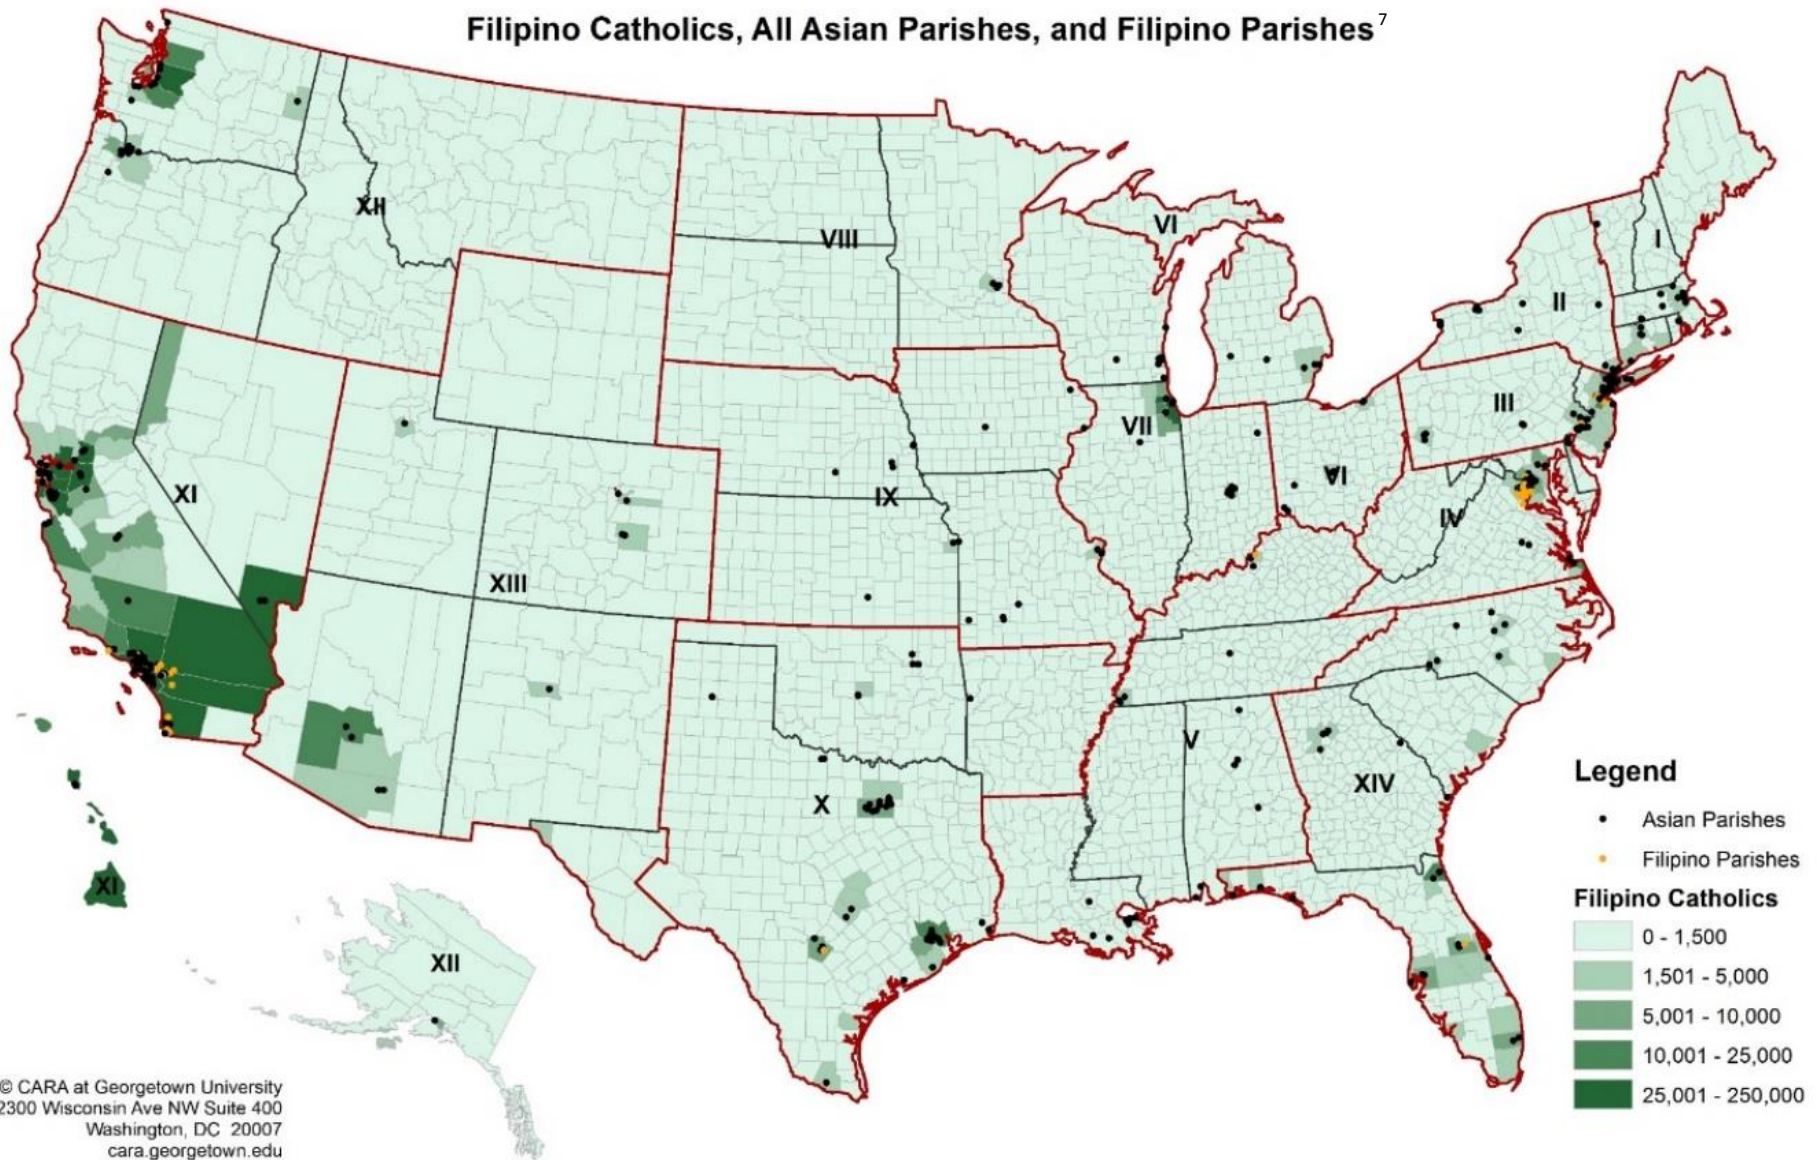 Filipino Catholics, All Asian Parishes, and Filipino Parishes⁷
XII
VIII
VI
I
II
III
VII
VI
IV
XI
IX
XIII
V
X
XIV
XI
XII
Legend
Asian Parishes
Filipino Parishes
Filipino Catholics
0 - 1,500
1,501 - 5,000
5,001 - 10,000
10,001 - 25,000
25,001 - 250,000
© CARA at Georgetown University
2300 Wisconsin Ave NW Suite 400
Washington, DC 20007
cara.georgetown.edu